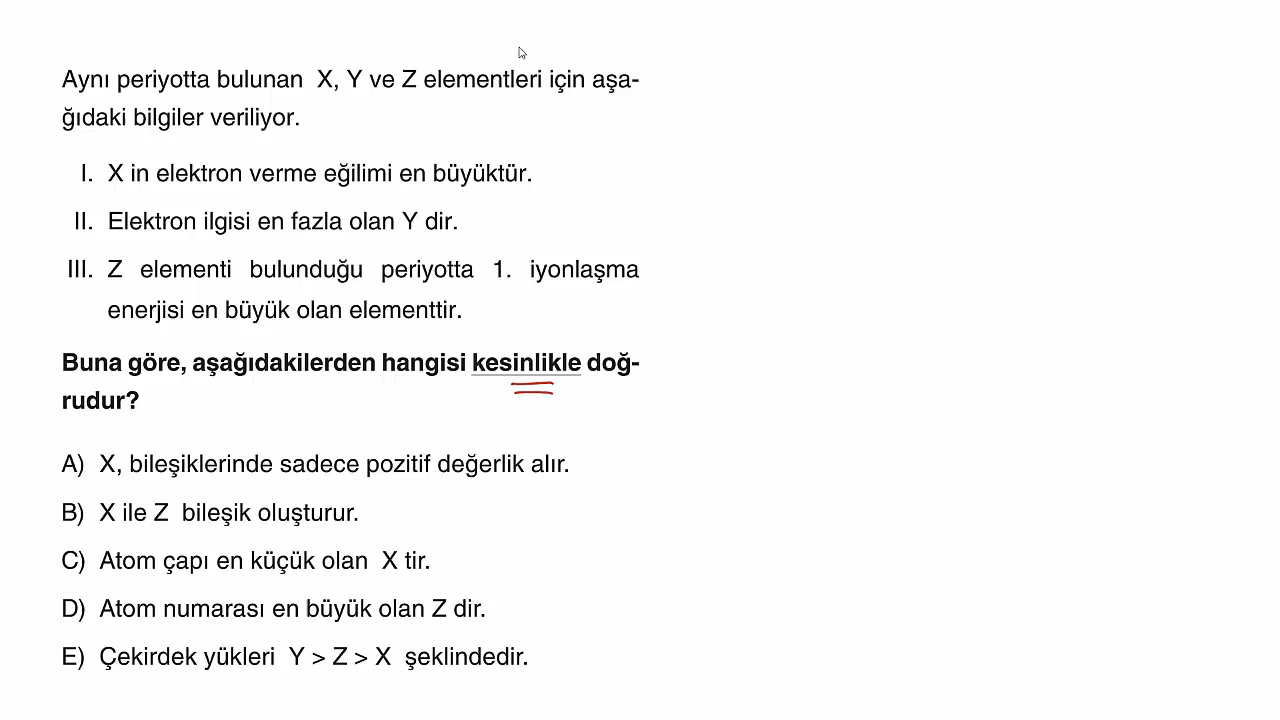 Aynı periyotta bulunan X, Y ve Z elementleri için aşa-
ğıdaki bilgiler veriliyor.
I. X in elektron verme eğilimi en büyüktür.
II. Elektron ilgisi en fazla olan Y dir.
III. Z elementi bulunduğu periyotta 1. iyonlaşma
enerjisi en büyük olan elementtir.
Buna göre, aşağıdakilerden hangisi kesinlikle doğ-
rudur?
A) X, bileşiklerinde sadece pozitif değerlik alır.
B) X ile Z bileşik oluşturur.
C) Atom çapı en küçük olan X tir.
D) Atom numarası en büyük olan Z dir.
E) Çekirdek yükleri Y > Z > X şeklindedir.